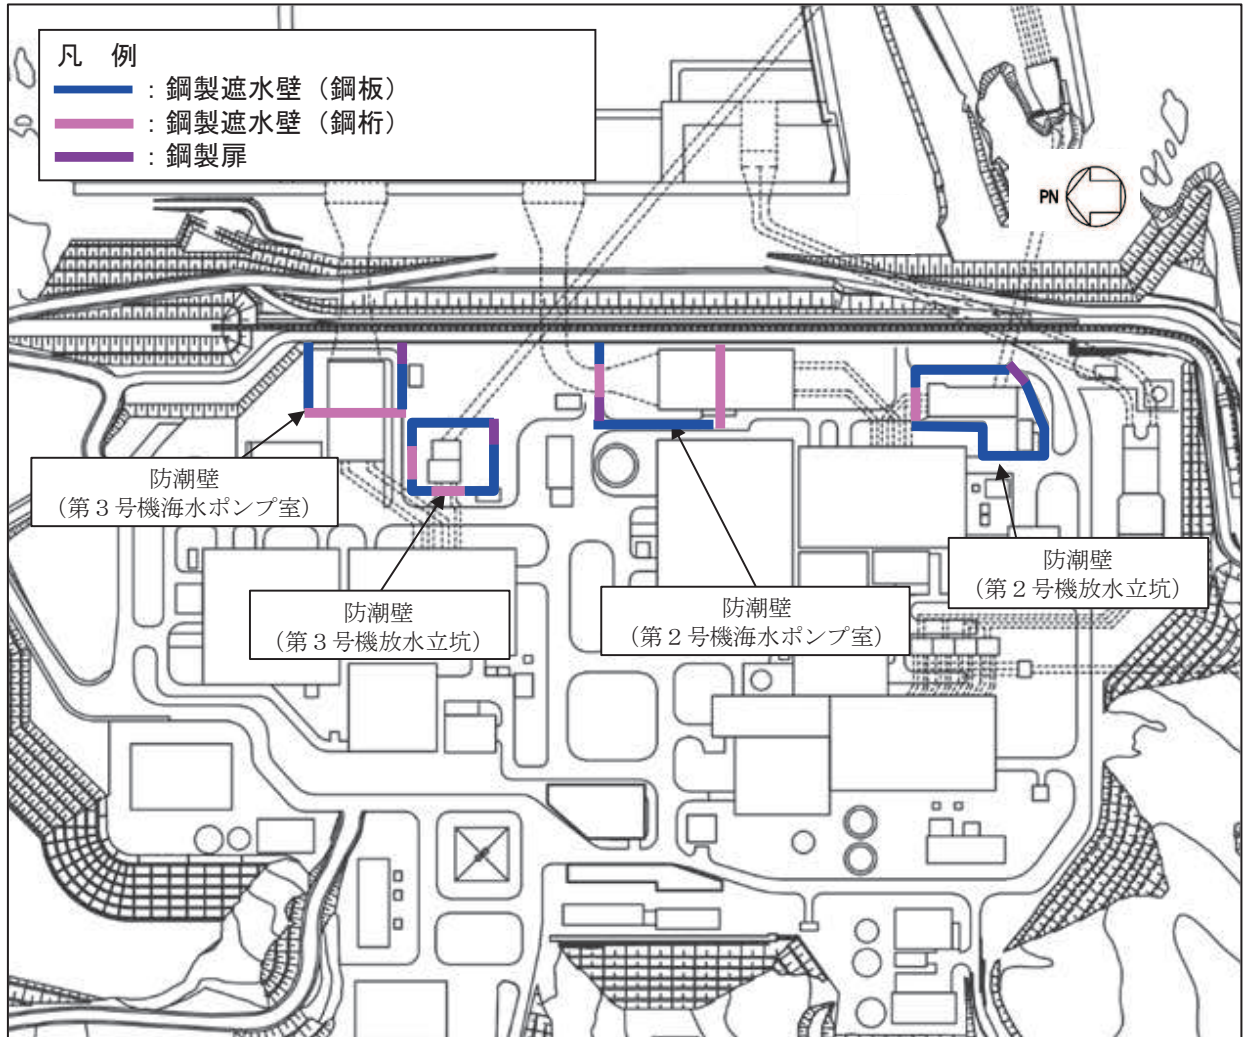 凡　例
：鋼製遮水壁（鋼板）
：鋼製遮水壁（鋼桁）
：鋼製扉
PN
防潮壁
（第３号機海水ポンプ室）
防潮壁
（第３号機放水立坑）
防潮壁
（第２号機海水ポンプ室）
防潮壁
（第２号機放水立坑）